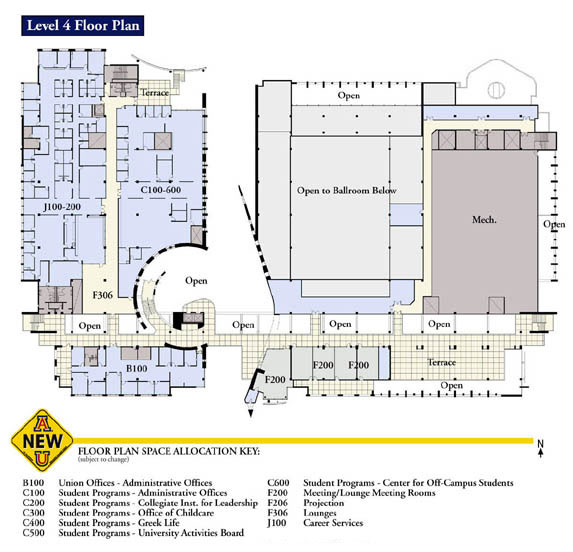 Level 4 Floor Plan
Terrace
Open
J100-200
C100-600
Open to Ballroom Below
Mech.
Open
Open
F306
Open
Open
Open
Open
B100
F200
F200
F200
Terrace
Open
A
NEW
U
FLOOR PLAN SPACE ALLOCATION KEY:
(subject to change)
N
B100 Union Offices - Administrative Offices
C100 Student Programs - Administrative Offices
C200 Student Programs - Collegiate Inst. for Leadership
C300 Student Programs - Office of Childcare
C400 Student Programs - Greek Life
C500 Student Programs - University Activities Board
C600 Student Programs - Center for Off-Campus Students
F200 Meeting/Lounge Meeting Rooms
F206 Projection
F306 Lounges
J100 Career Services